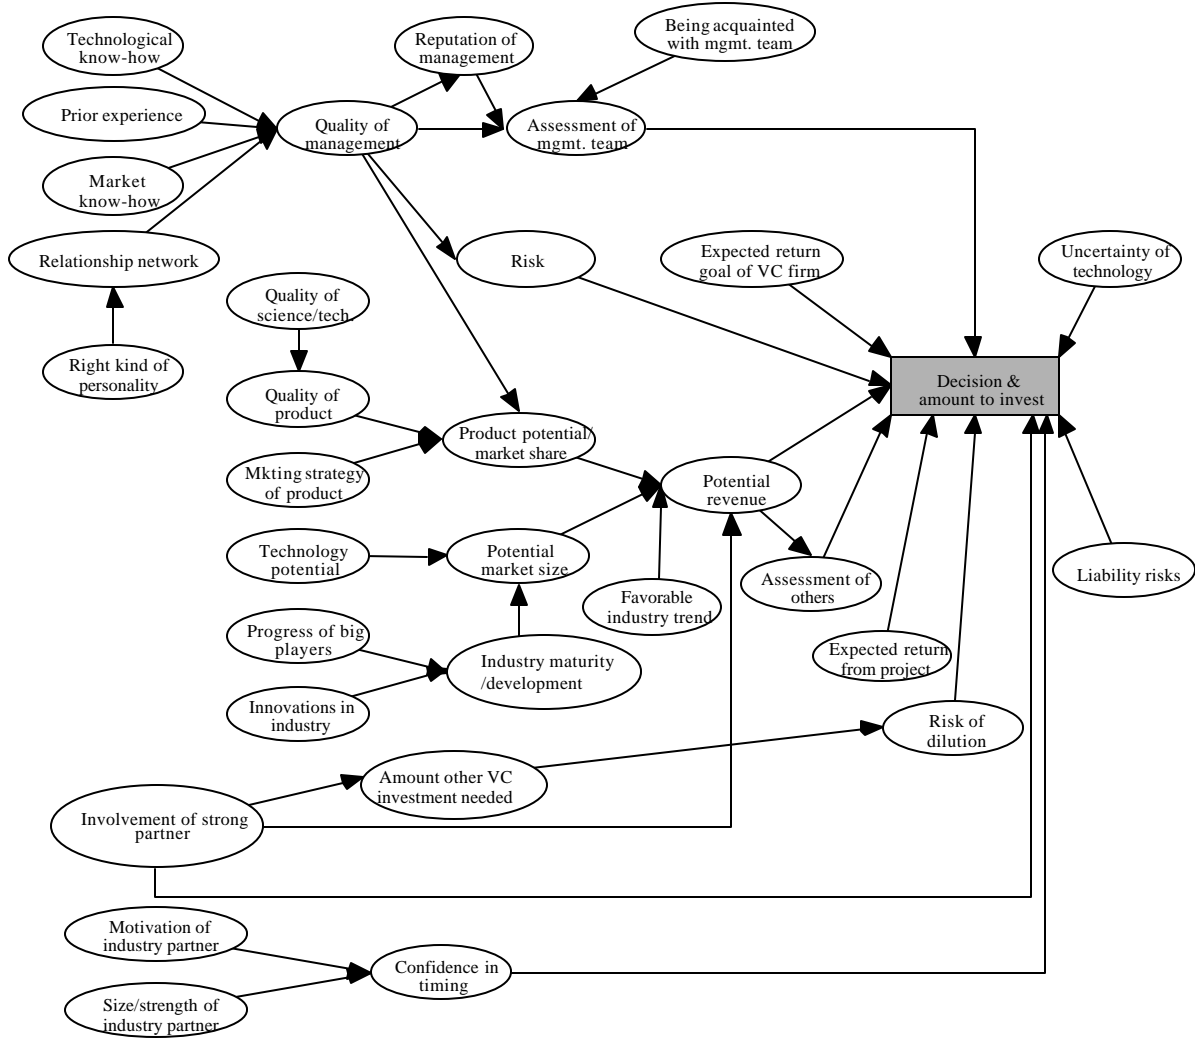 Technological
know-how
Reputation of
management
Being acquainted
with mgmt. team
Prior experience
Quality of
management
Assessment of
mgmt. team
Market
know-how
Relationship network
Risk
Expected return
goal of VC firm
Uncertainty of
technology
Quality of
science/tech.
Right kind of
personality
Quality of
product
Decision &
amount to invest
Product potential/
market share
Mkting strategy
of product
Potential
revenue
Technology
potential
Potential
market size
Assessment of
others
Liability risks
Favorable
industry trend
Progress of big
players
Industry maturity
/development
Expected return
from project
Innovations in
industry
Risk of
dilution
Amount other VC
investment needed
Involvement of strong
partner
Motivation of
industry partner
Confidence in
timing
Size/strength of
industry partner